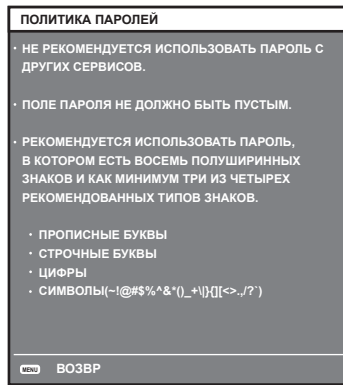 ПОЛИТИКА ПАРОЛЕЙ
· НЕ РЕКОМЕНДУЕТСЯ ИСПОЛЬЗОВАТЬ ПАРОЛЬ С
ДРУГИХ СЕРВИСОВ.
· ПОЛЕ ПАРОЛЯ НЕ ДОЛЖНО БЫТЬ ПУСТЫМ.
· РЕКОМЕНДУЕТСЯ ИСПОЛЬЗОВАТЬ ПАРОЛЬ,
В КОТОРОМ ЕСТЬ ВОСЕМЬ ПОЛУШИРИННЫХ
ЗНАКОВ И КАК МИНИМУМ ТРИ ИЗ ЧЕТЫРЕХ
РЕКОМЕНДОВАННЫХ ТИПОВ ЗНАКОВ.
· ПРОПИСНЫЕ БУКВЫ
· СТРОЧНЫЕ БУКВЫ
· ЦИФРЫ
· СИМВОЛЫ(~!@#$%^&*()_+\|}{][<>.,/?`)
MENU ВОЗВР